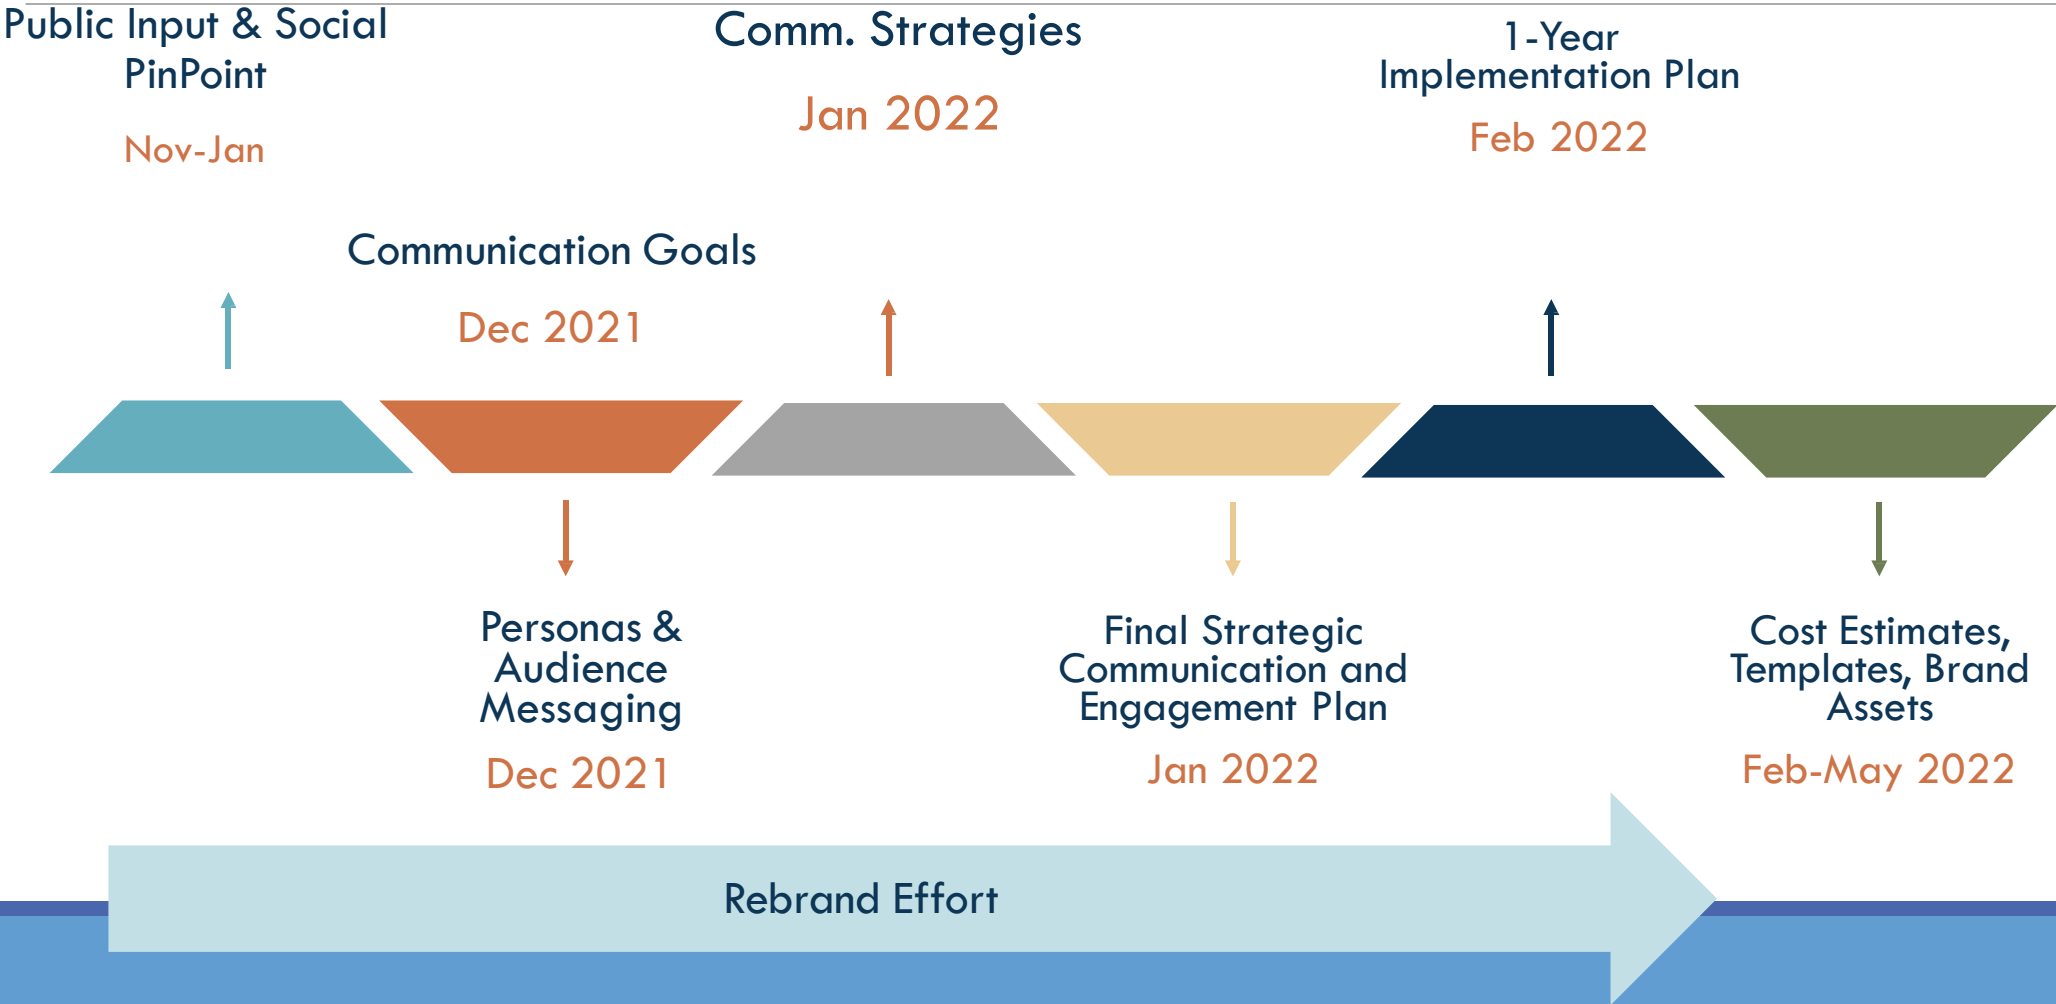 Public Input & Social
PinPoint
Nov-Jan
Communication Goals
Dec 2021
Comm. Strategies
Jan 2022
1-Year
Implementation Plan
Feb 2022
Personas &
Audience
Messaging
Dec 2021
Final Strategic
Communication and
Engagement Plan
Jan 2022
Cost Estimates,
Templates, Brand
Assets
Feb-May 2022
Rebrand Effort